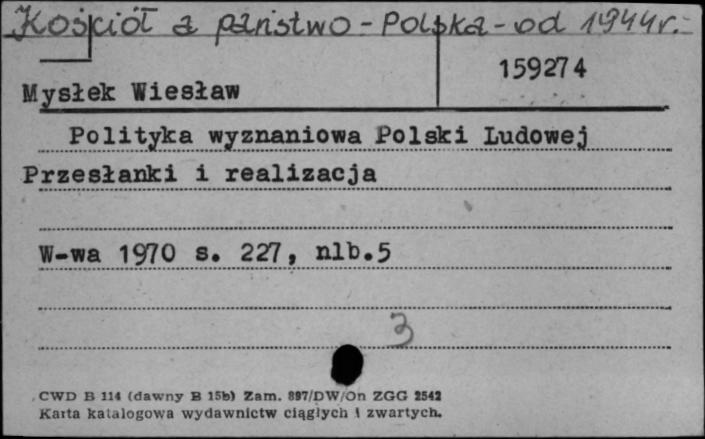 Kościół a państwo - Polska - od 1944r.-
159274
Mysłek Wiesław
Polityka wyznaniowa Polski Ludowej
Przesłanki i realizacja
W-wa 1970 s. 227, nlb.5
3
CWD B 114 (dawny B 15b) Zam. 897/DW/On ZGG 2542
Karta katalogowa wydawnictw ciągłych i zwartych.